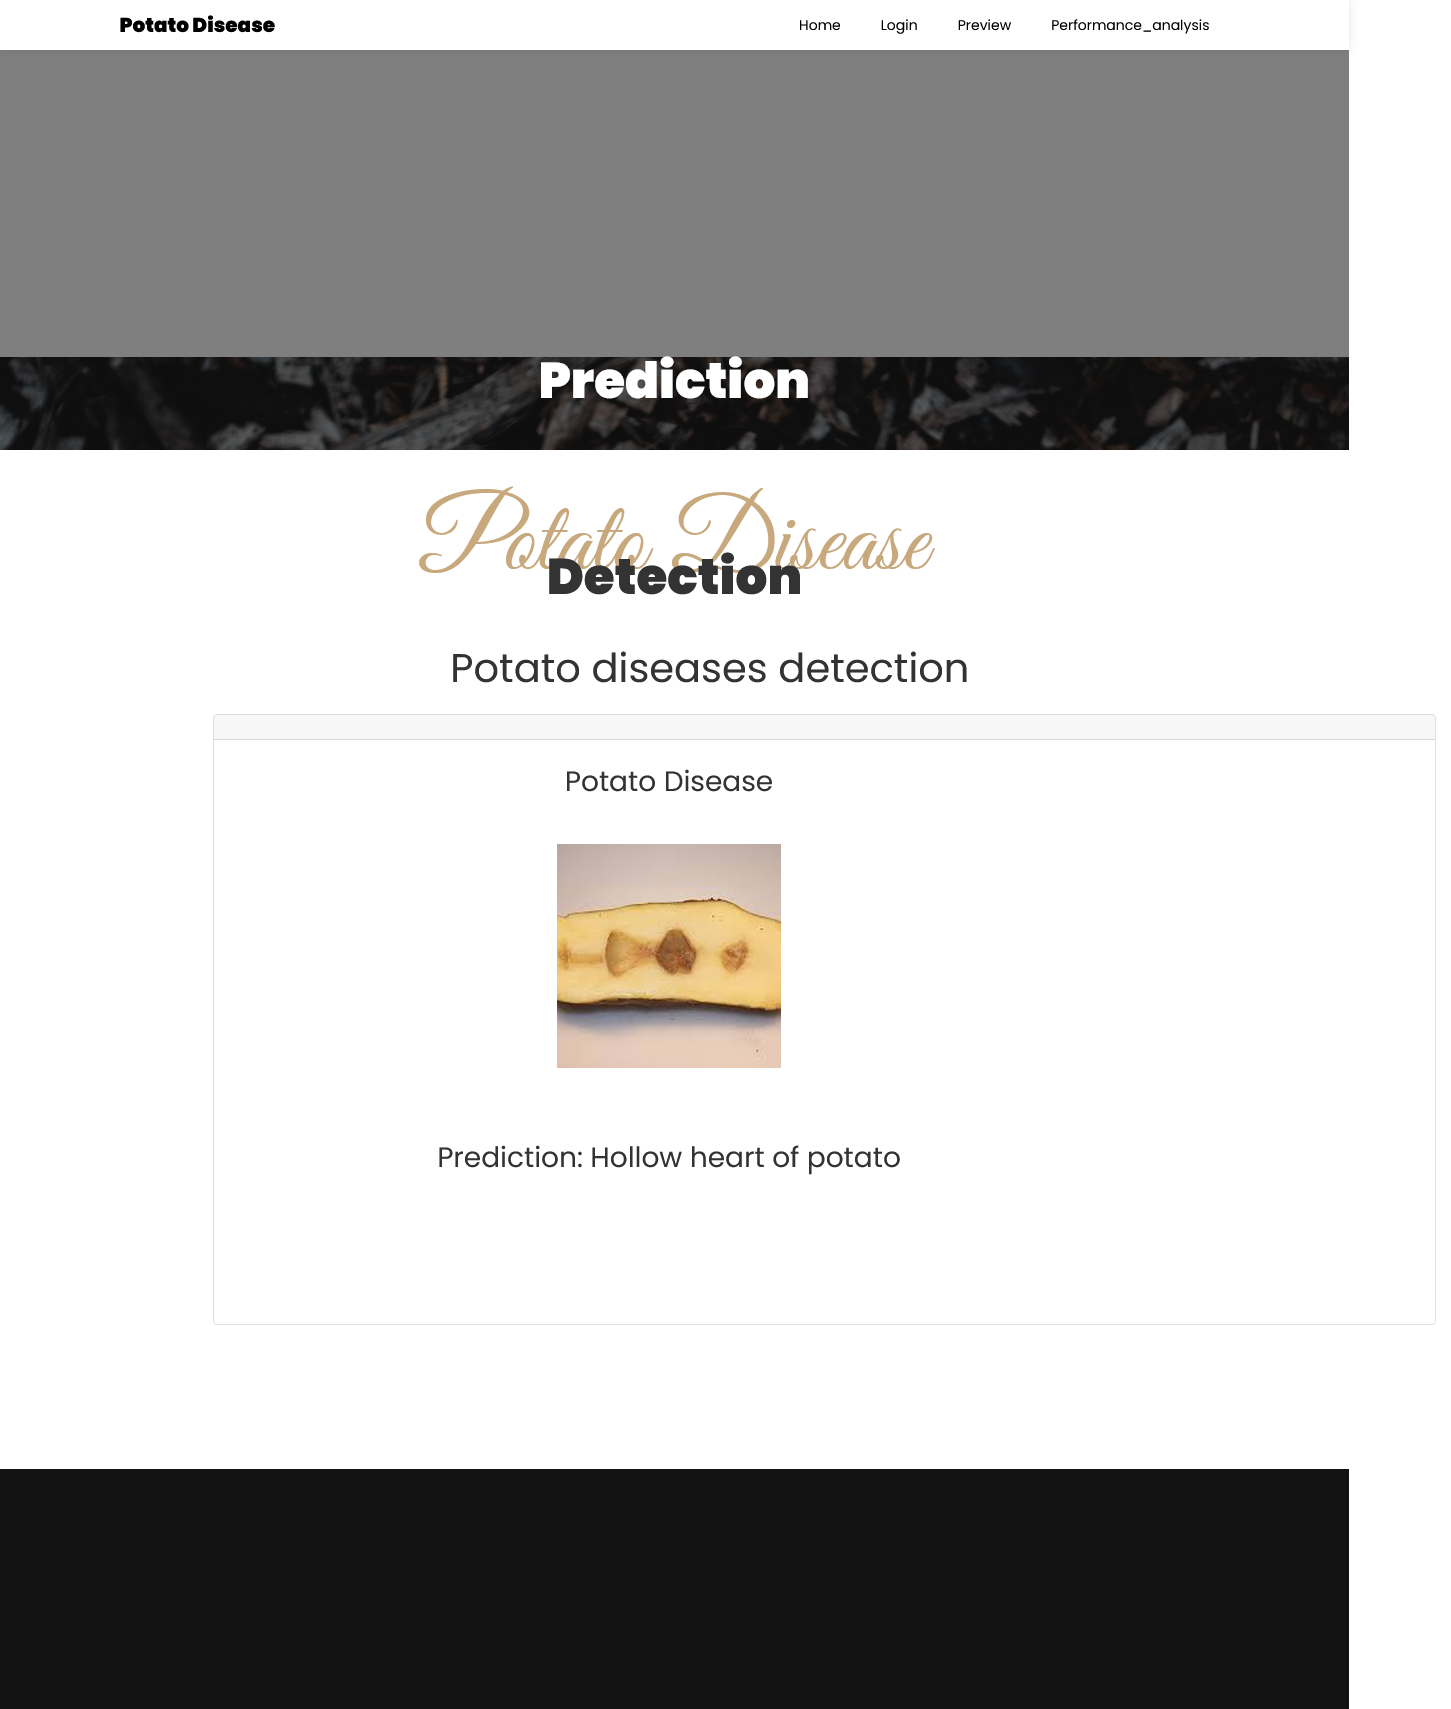 Potato Disease
Home Login Preview Performance_analysis
Prediction
Potato Disease
Detection
Potato diseases detection
Potato Disease
Prediction: Hollow heart of potato